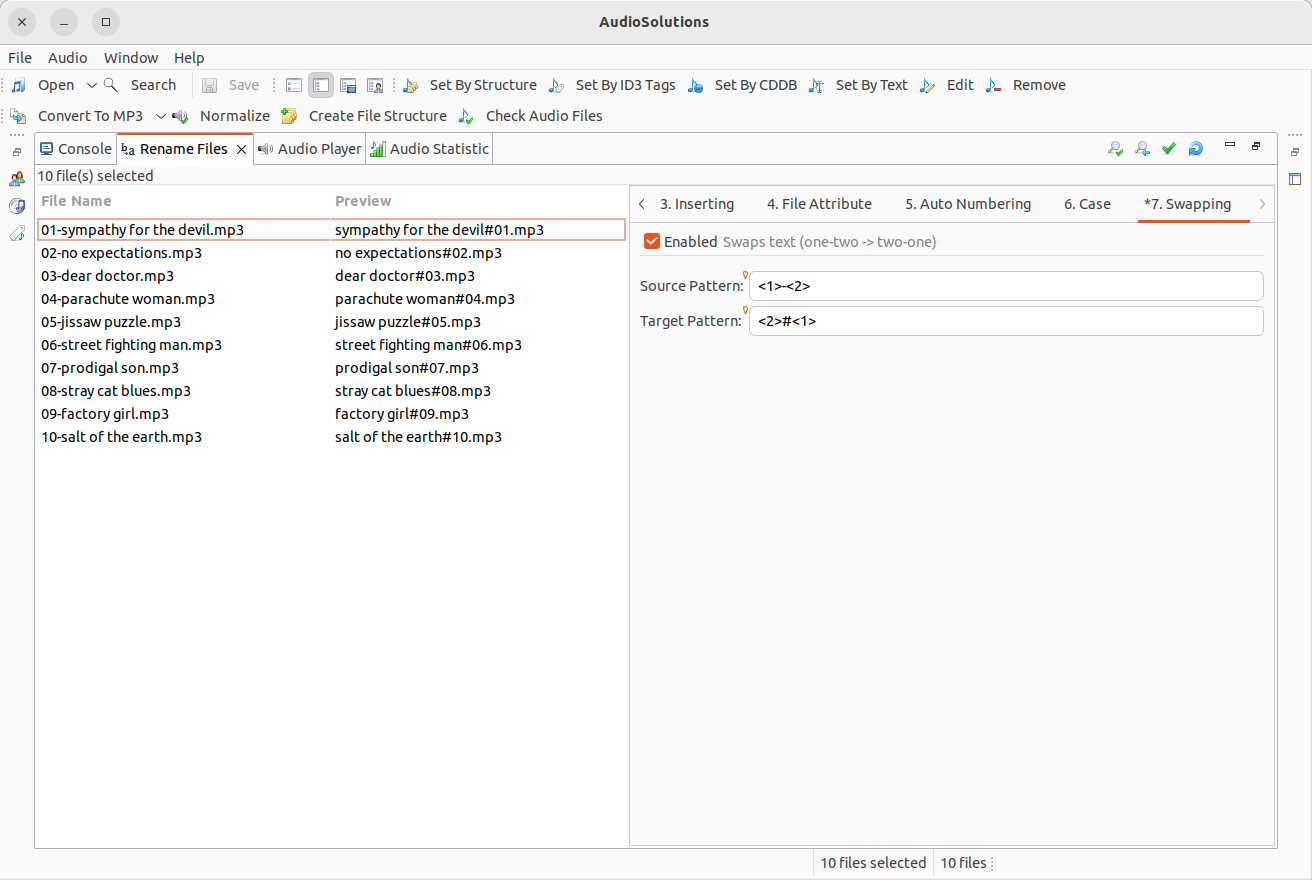 AudioSolutions
File Audio Window Help
Open Search Save Set By Structure Set By ID3 Tags Set By CDDB Set By Text Edit Remove
Convert To MP3 Normalize Create File Structure Check Audio Files
Console Rename Files Audio Player Audio Statistic
10 file(s) selected
File Name Preview
01-sympathy for the devil.mp3 sympathy for the devil#01.mp3
02-no expectations.mp3 no expectations#02.mp3
03-dear doctor.mp3 dear doctor#03.mp3
04-parachute woman.mp3 parachute woman#04.mp3
05-jissaw puzzle.mp3 jissaw puzzle#05.mp3
06-street fighting man.mp3 street fighting man#06.mp3
07-prodigal son.mp3 prodigal son#07.mp3
08-stray cat blues.mp3 stray cat blues#08.mp3
09-factory girl.mp3 factory girl#09.mp3
10-salt of the earth.mp3 salt of the earth#10.mp3
3. Inserting 4. File Attribute 5. Auto Numbering 6. Case *7. Swapping
Enabled Swaps text (one-two -> two-one)
Source Pattern: <1>-<2>
Target Pattern: <2>#<1>
10 files selected 10 files